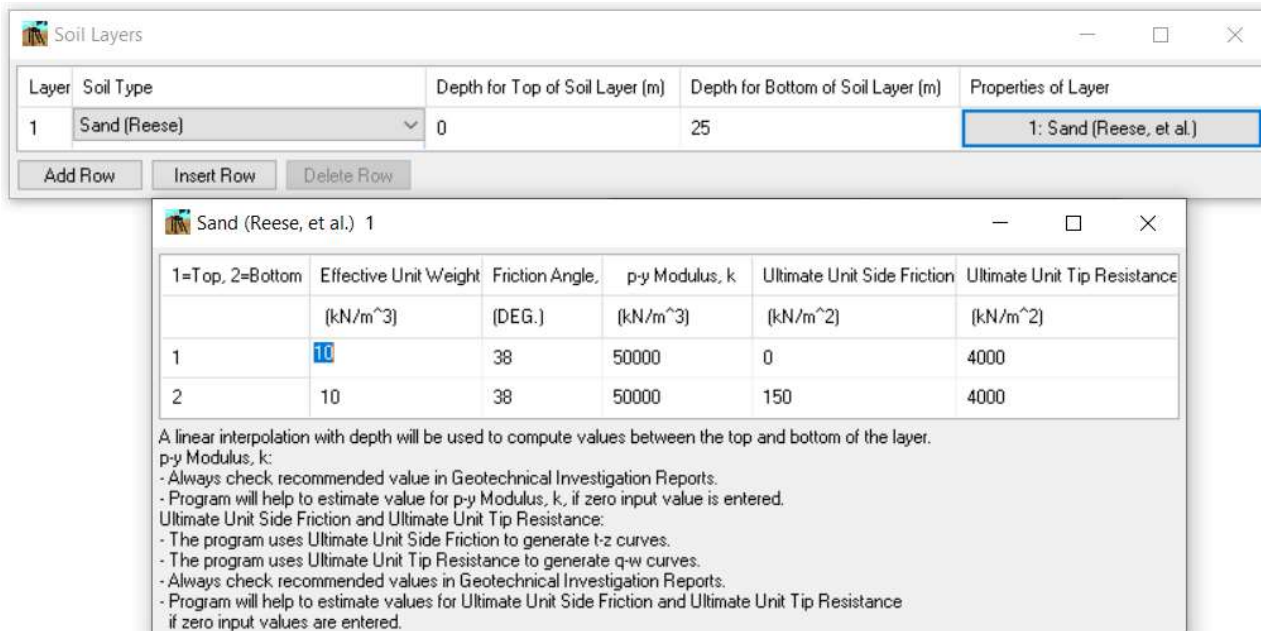 Soil Layers
Layer Soil Type Depth for Top of Soil Layer (m) Depth for Bottom of Soil Layer (m) Properties of Layer
1 Sand (Reese) 0 25 1: Sand (Reese, et al.)
Add Row Insert Row Delete Row
Sand (Reese, et al.) 1
1=Top, 2=Bottom Effective Unit Weight Friction Angle, p-y Modulus, k Ultimate Unit Side Friction Ultimate Unit Tip Resistance
(kN/m^3) (DEG.) (kN/m^3) (kN/m^2) (kN/m^2)
1 10 38 50000 0 4000
2 10 38 50000 150 4000
A linear interpolation with depth will be used to compute values between the top and bottom of the layer.
p-y Modulus, k:
- Always check recommended value in Geotechnical Investigation Reports.
- Program will help to estimate value for p-y Modulus, k, if zero input value is entered.
Ultimate Unit Side Friction and Ultimate Unit Tip Resistance:
- The program uses Ultimate Unit Side Friction to generate t-z curves.
- The program uses Ultimate Unit Tip Resistance to generate q-w curves.
- Always check recommended values in Geotechnical Investigation Reports.
- Program will help to estimate values for Ultimate Unit Side Friction and Ultimate Unit Tip Resistance
if zero input values are entered.